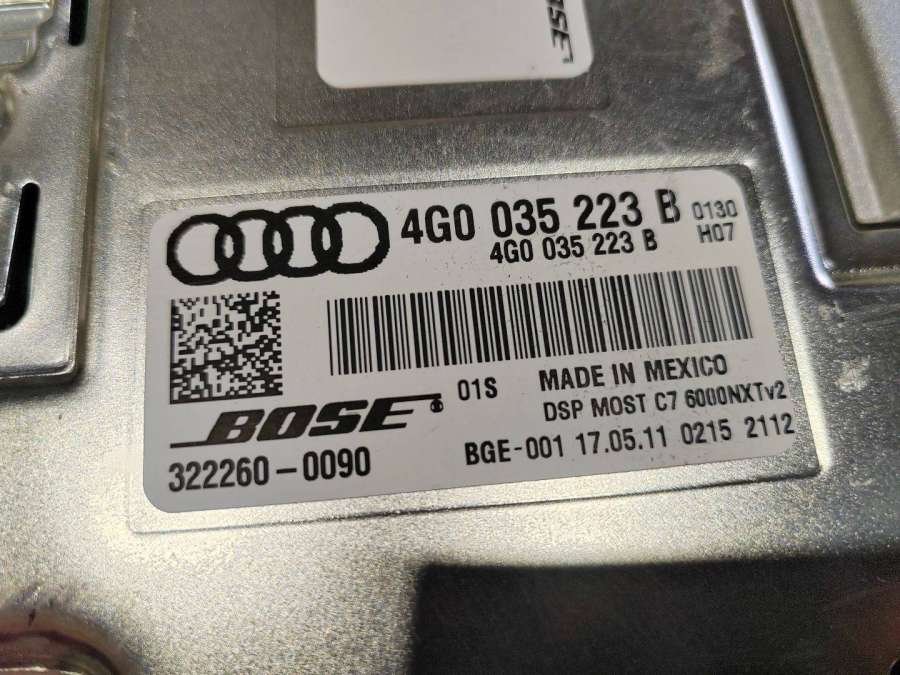 BOSE
4G0 035 223 B 0130
4G0 035 223 B H07
BOSE® 01S MADE IN MEXICO
DSP MOST C7 6000NXTv2
322260-0090 BGE-001 17.05.11 0215 2112